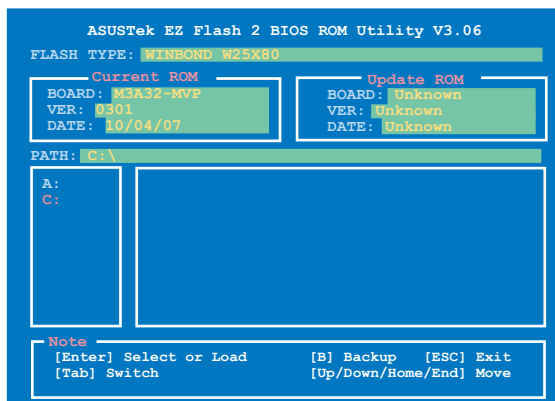 ASUSTek EZ Flash 2 BIOS ROM Utility V3.06
FLASH TYPE: WINBOND W25X80
Current ROM
BOARD: M3A32-MVP
VER: 0301
DATE: 10/04/07
Update ROM
BOARD: Unknown
VER: Unknown
DATE: Unknown
PATH: C:\
A:
C:
Note
[Enter] Select or Load [B] Backup [ESC] Exit
[Tab] Switch [Up/Down/Home/End] Move